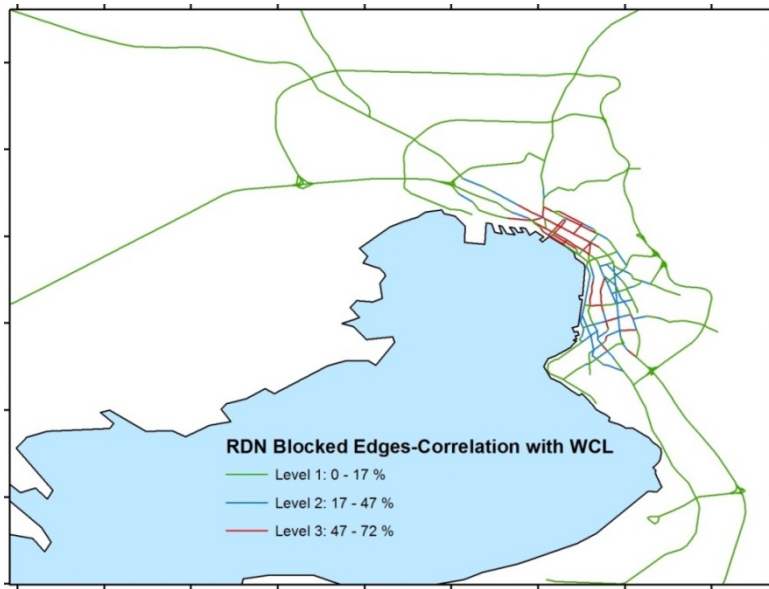 RDN Blocked Edges-Correlation with WCL
Level 1: 0 - 17 %
Level 2: 17 - 47 %
Level 3: 47 - 72 %